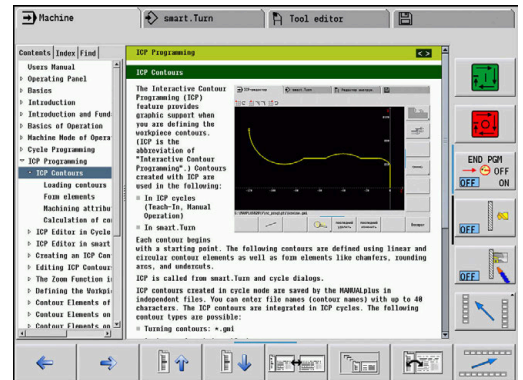 Machine
smart.Turn
Tool editor
Contents Index Find
Users Manual
Operating Panel
Basics
Introduction
Introduction and Fund
Basics of Operation
Machine Mode of Opera
Cycle Programming
ICP Programming
ICP Contours
Loading contours
Form elements
Machining attribu
Calculation of co
ICP Editor in Cycle
ICP Editor in smart
Creating an ICP Con
Editing ICP Contour
The Zoom Function i
Defining the Workpi
Contour Elements of
Contour Elements on
Contour Elements on
ICP Programming
ICP Contours
The Interactive Contour
Programming (ICP)
feature provides
graphic support when
you are defining the
workpiece contours.
(ICP is the
abbreviation of
"Interactive Contour
Programming".) Contours
created with ICP are
used in the following:
In ICP cycles
(Teach-In, Manual
Operation)
In smart.Turn
Each contour begins
with a starting point. The following contours are defined using linear and
circular contour elements as well as form elements like chamfers, rounding
arcs, and undercuts.
ICP is called from smart.Turn and cycle dialogs.
ICP contours created in cycle mode are saved by the MANUALplus in
independent files. You can enter file names (contour names) with up to 40
characters. The ICP contours are integrated in ICP cycles. The following
contour types are possible:
Turning contours: *.gmi
END PGM
OFF
OFF ON
OFF
OFF